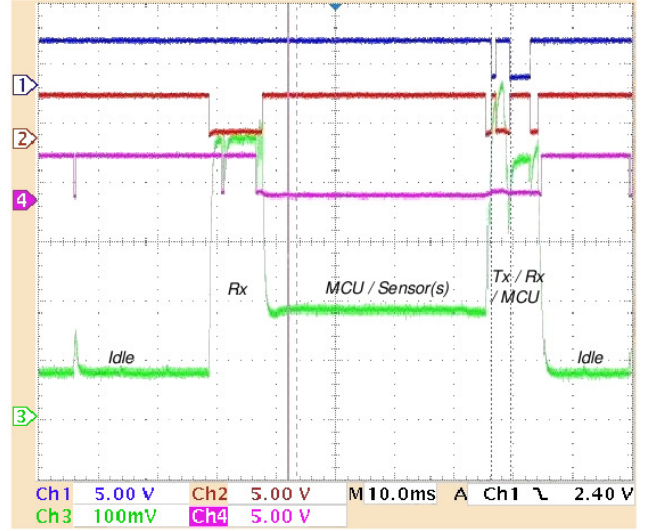 1
2
4
Rx
MCU / Sensor(s)
Tx / Rx
/ MCU
Idle
Idle
3
Ch1 5.00 V Ch2 5.00 V M 10.0ms A Ch1 2.40 V
Ch3 100mV Ch4 5.00 V